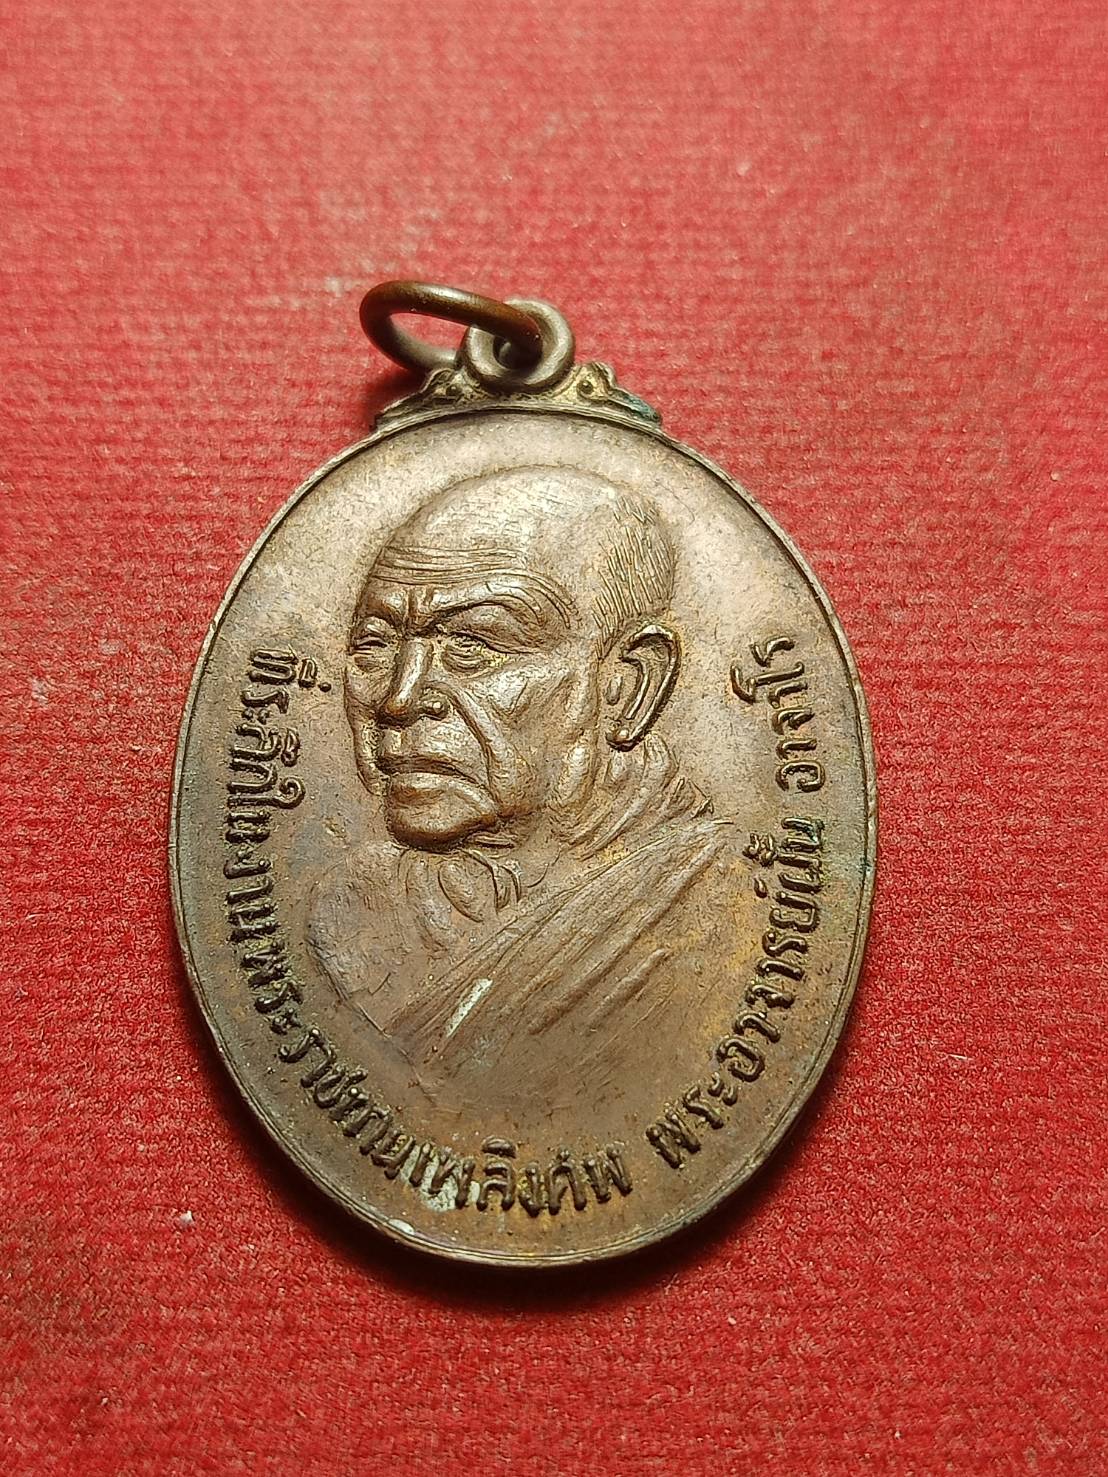 ที่ระลึกในงานพระราชทานเพลิงศพ พระอาจารย์ฝั้น อาจาโร